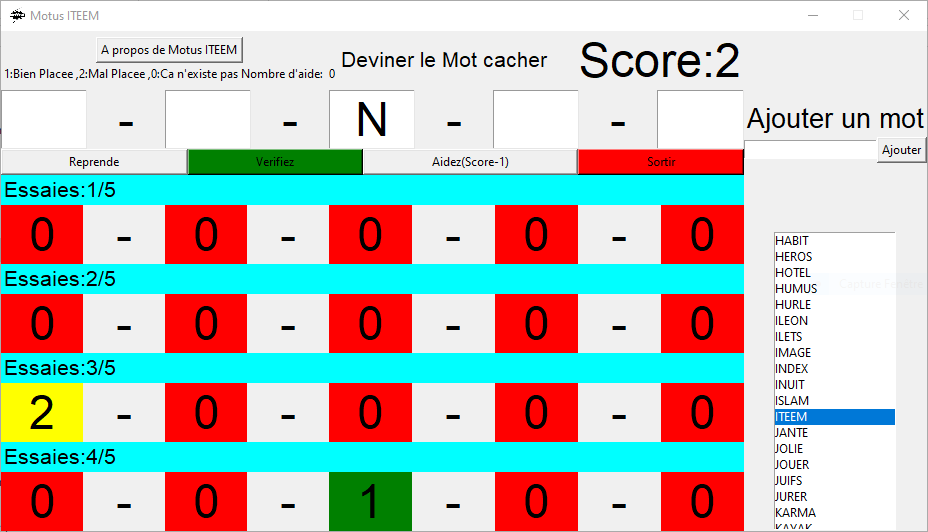 Motus ITEEM
A propos de Motus ITEEM
Deviner le Mot cacher
Score:2
1:Bien Placee ,2:Mal Placee ,0:Ca n'existe pas Nombre d'aide: 0
- - N - -
Ajouter un mot
Reprende Verifiez Aidez(Score-1) Sortir
Ajouter
Essaies:1/5
0 - 0 - 0 - 0 - 0
Essaies:2/5
0 - 0 - 0 - 0 - 0
Essaies:3/5
2 - 0 - 0 - 0 - 0
Essaies:4/5
0 - 0 - 1 - 0 - 0
HABIT
HEROS
HOTEL
HUMUS
HURLE
ILEON
ILETS
IMAGE
INDEX
INUIT
ISLAM
ITEEM
JANTE
JOLIE
JOUER
JUIFS
JURER
KARMA
KAYAK